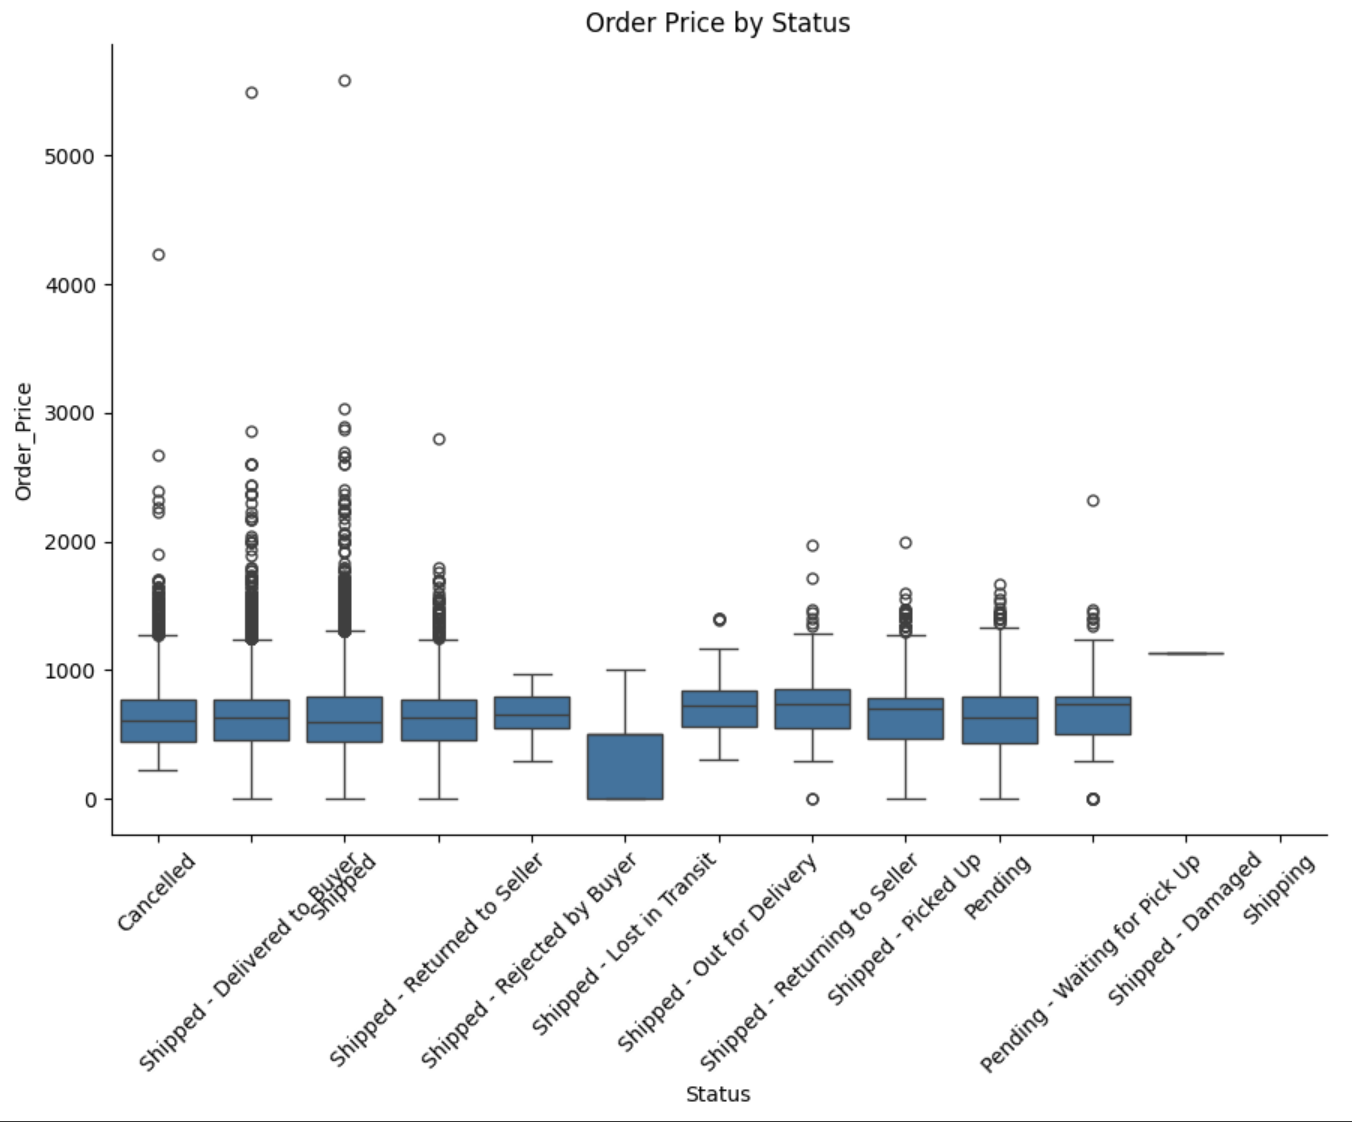 Order Price by Status
Order_Price
5000
4000
3000
2000
1000
0
Cancelled
Shipped - Delivered to Buyer
Shipped
Shipped - Returned to Seller
Shipped - Rejected by Buyer
Shipped - Lost in Transit
Shipped - Out for Delivery
Shipped - Returning to Seller
Shipped - Picked Up
Pending
Pending - Waiting for Pick Up
Shipped - Damaged
Shipping
Status